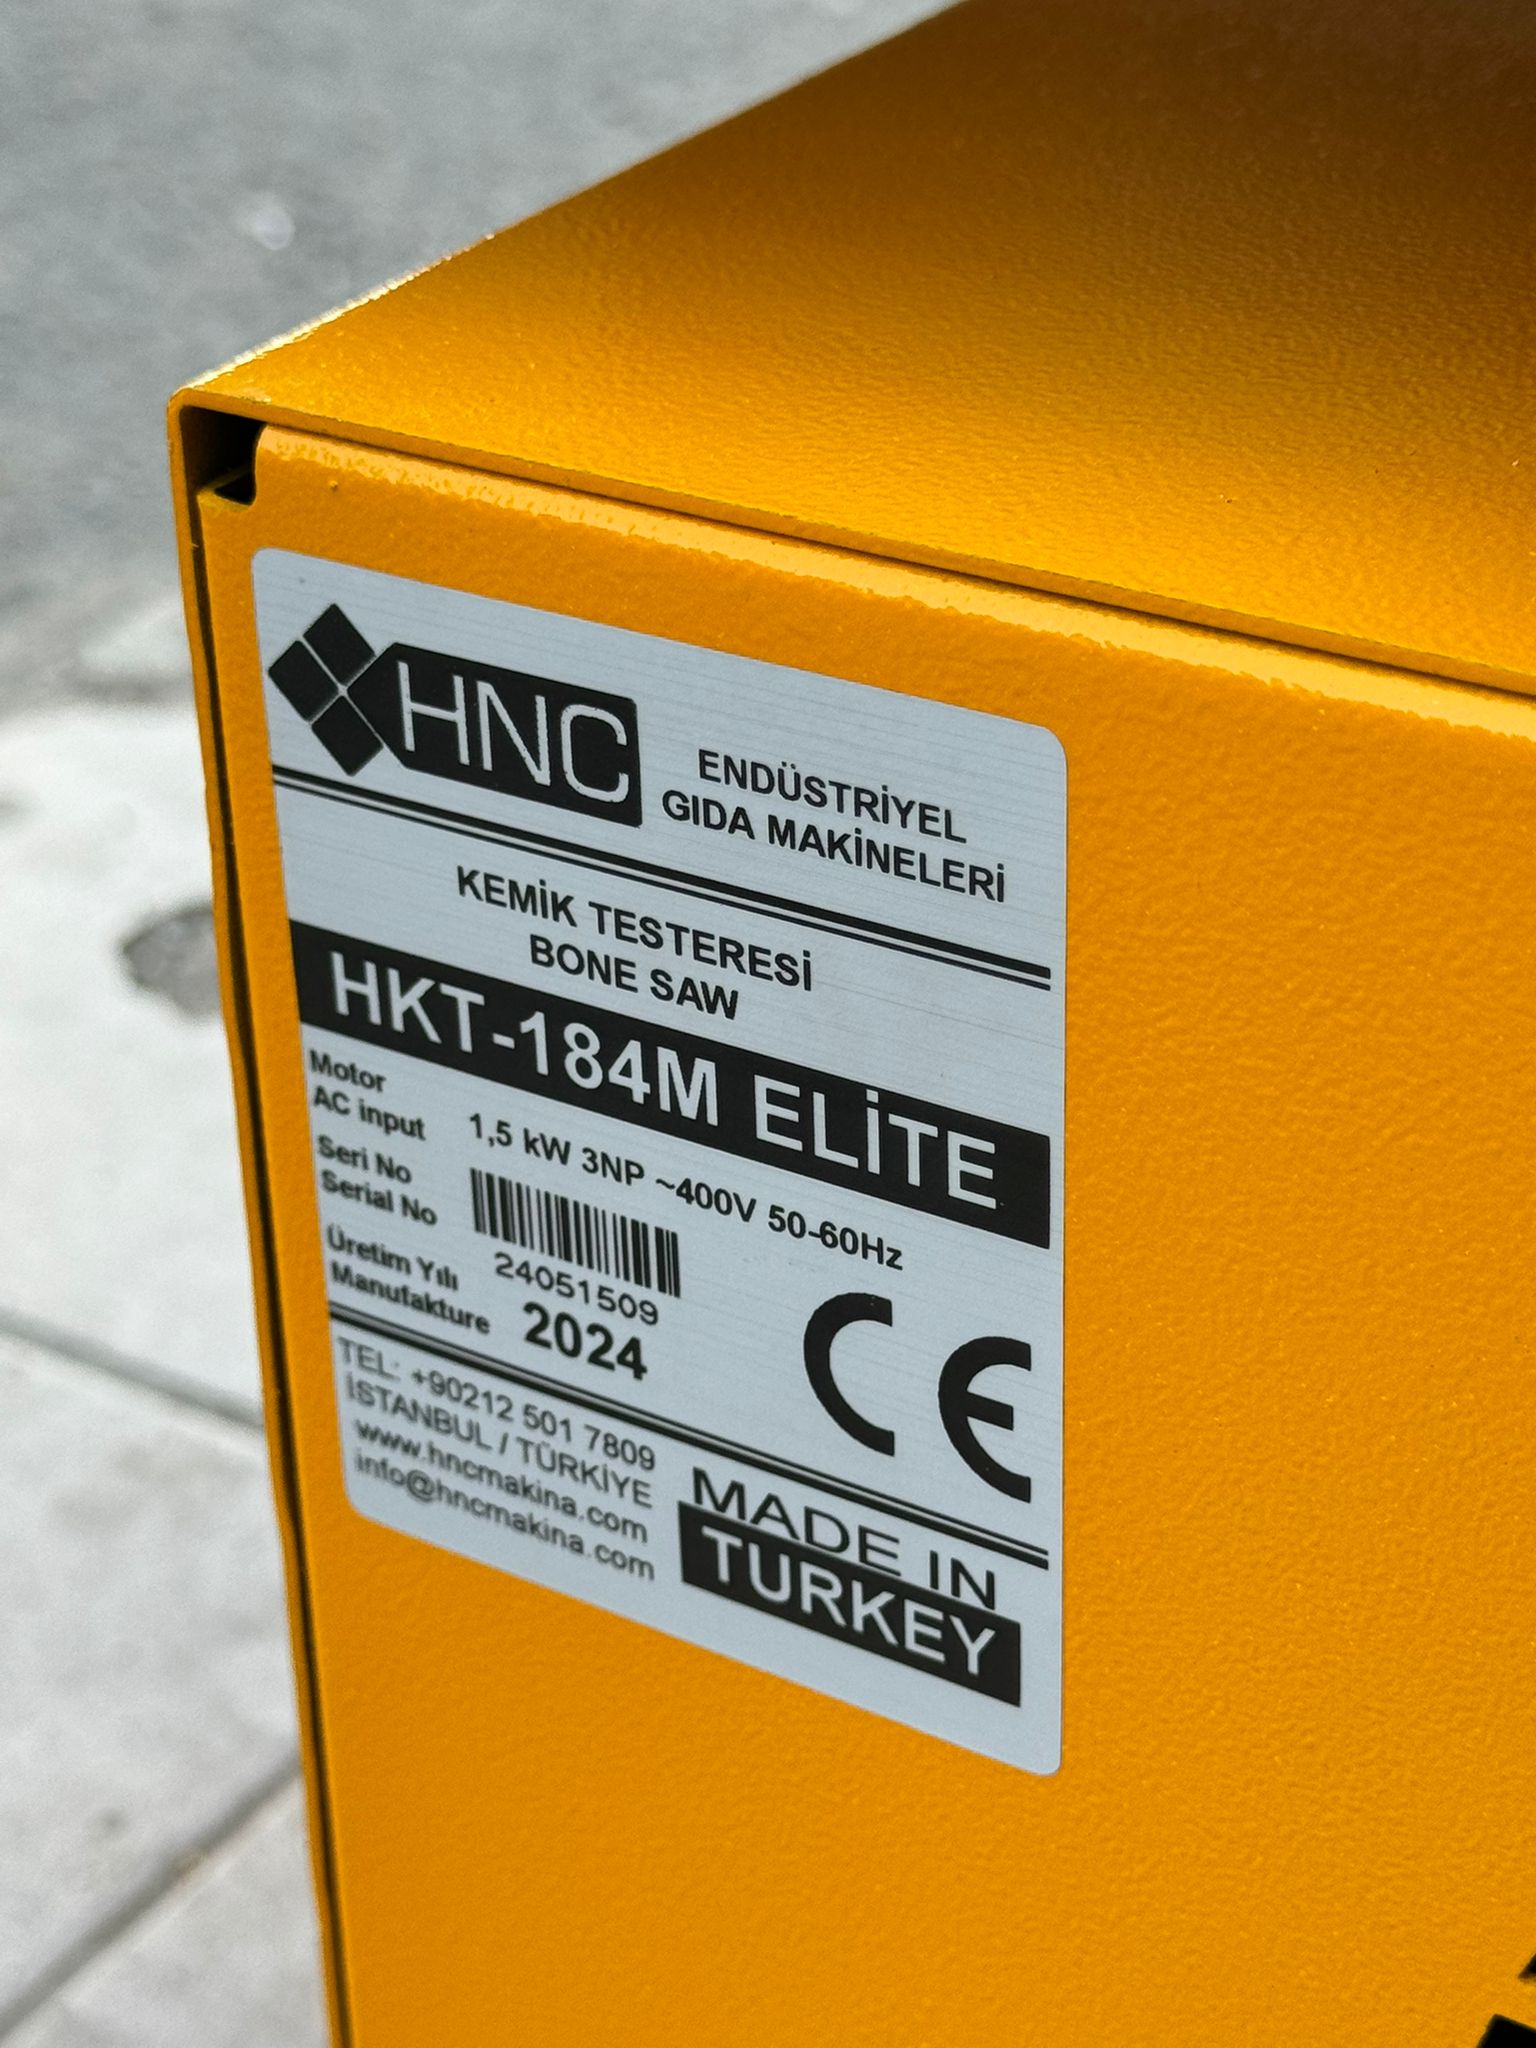 HNC
ENDÜSTRİYEL
GIDA MAKİNELERİ
KEMİK TESTERESİ
BONE SAW
HKT-184M ELİTE
Motor
AC input
1,5 kW 3NP ~400V 50-60Hz
Seri No
Serial No
24051509
Üretim Yılı
Manufakture
2024
CE
TEL: +90212 501 7809
İSTANBUL / TÜRKİYE
www.hncmakina.com
info@hncmakina.com
MADE IN
TURKEY